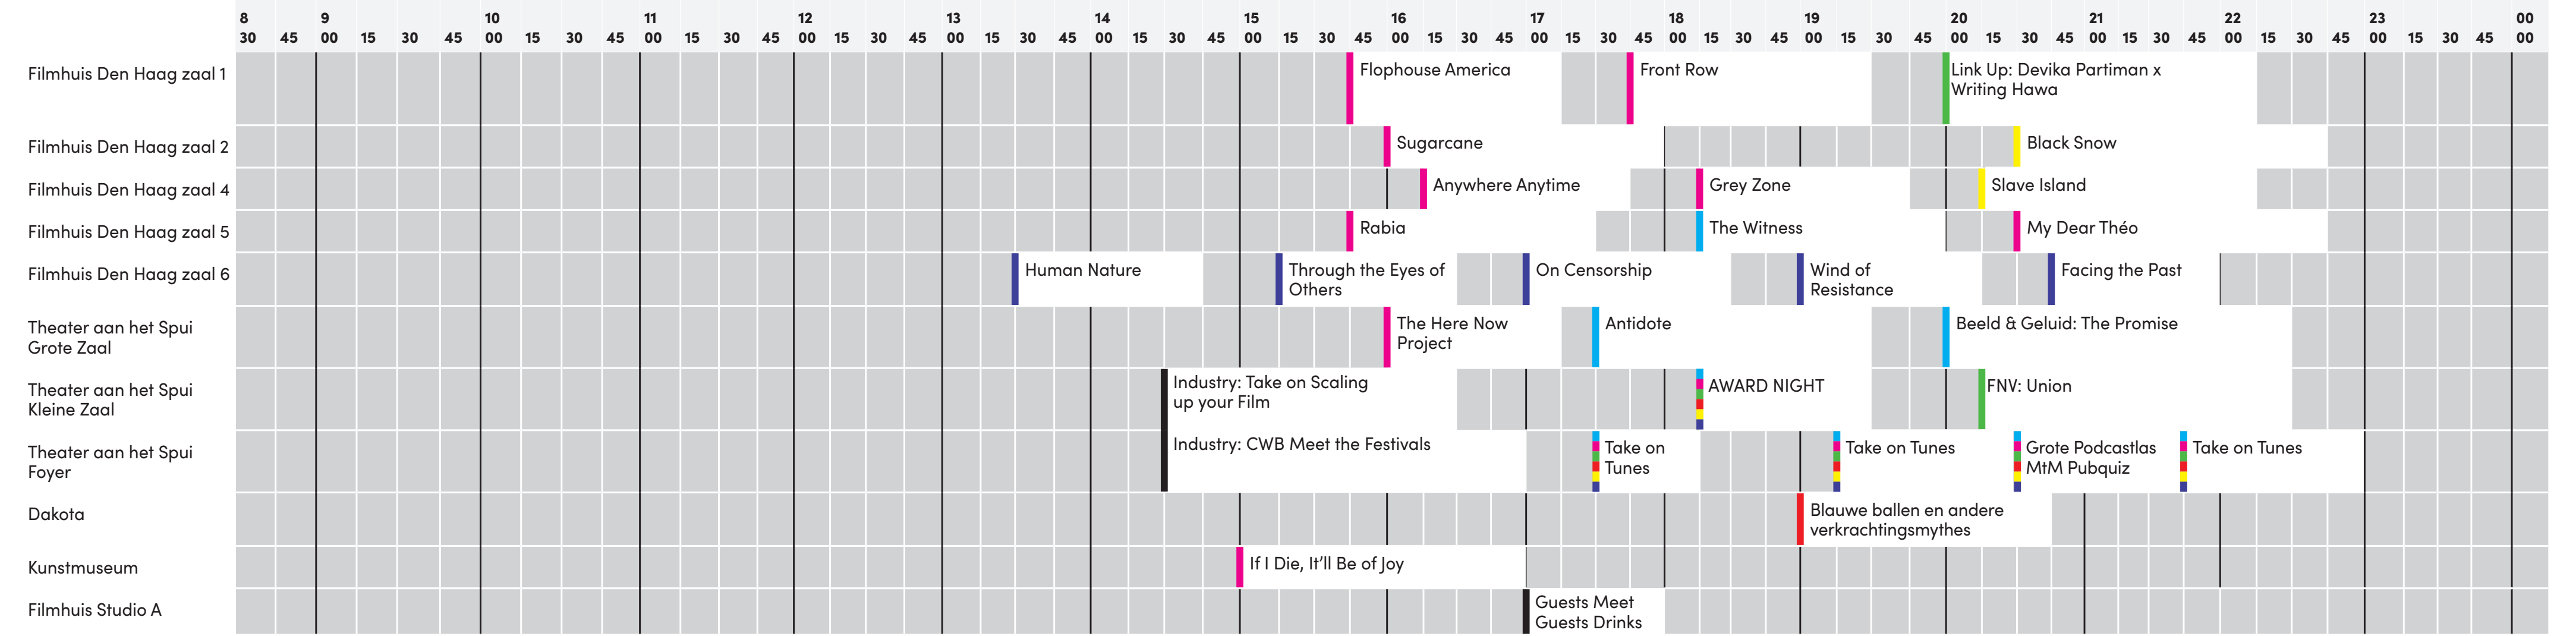 8 9 10 11 12 13 14 15 16 17 18 19 20 21 22 23 00
30 45 00 15 30 45 00 15 30 45 00 15 30 45 00 15 30 45 00 15 30 45 00 15 30 45 00 15 30 45 00 15 30 45 00 15 30 45 00 15 30 45 00 15 30 45 00 15 30 45 00 15 30 45 00 15 30 45 00 15 30 45 00
Filmhuis Den Haag zaal 1
Flophouse America
Front Row
Link Up: Devika Partiman x
Writing Hawa
Filmhuis Den Haag zaal 2
Sugarcane
Black Snow
Filmhuis Den Haag zaal 4
Anywhere Anytime
Grey Zone
Slave Island
Filmhuis Den Haag zaal 5
Rabia
The Witness
My Dear Théo
Filmhuis Den Haag zaal 6
Human Nature
Through the Eyes of
Others
On Censorship
Wind of
Resistance
Facing the Past
Theater aan het Spui
Grote Zaal
The Here Now
Project
Antidote
Beeld & Geluid: The Promise
Theater aan het Spui
Kleine Zaal
Industry: Take on Scaling
up your Film
AWARD NIGHT
FNV: Union
Theater aan het Spui
Foyer
Industry: CWB Meet the Festivals
Take on
Tunes
Take on Tunes
Grote Podcastlas
MtM Pubquiz
Take on Tunes
Dakota
Blauwe ballen en andere
verkrachtingsmythes
Kunstmuseum
If I Die, It’ll Be of Joy
Filmhuis Studio A
Guests Meet
Guests Drinks